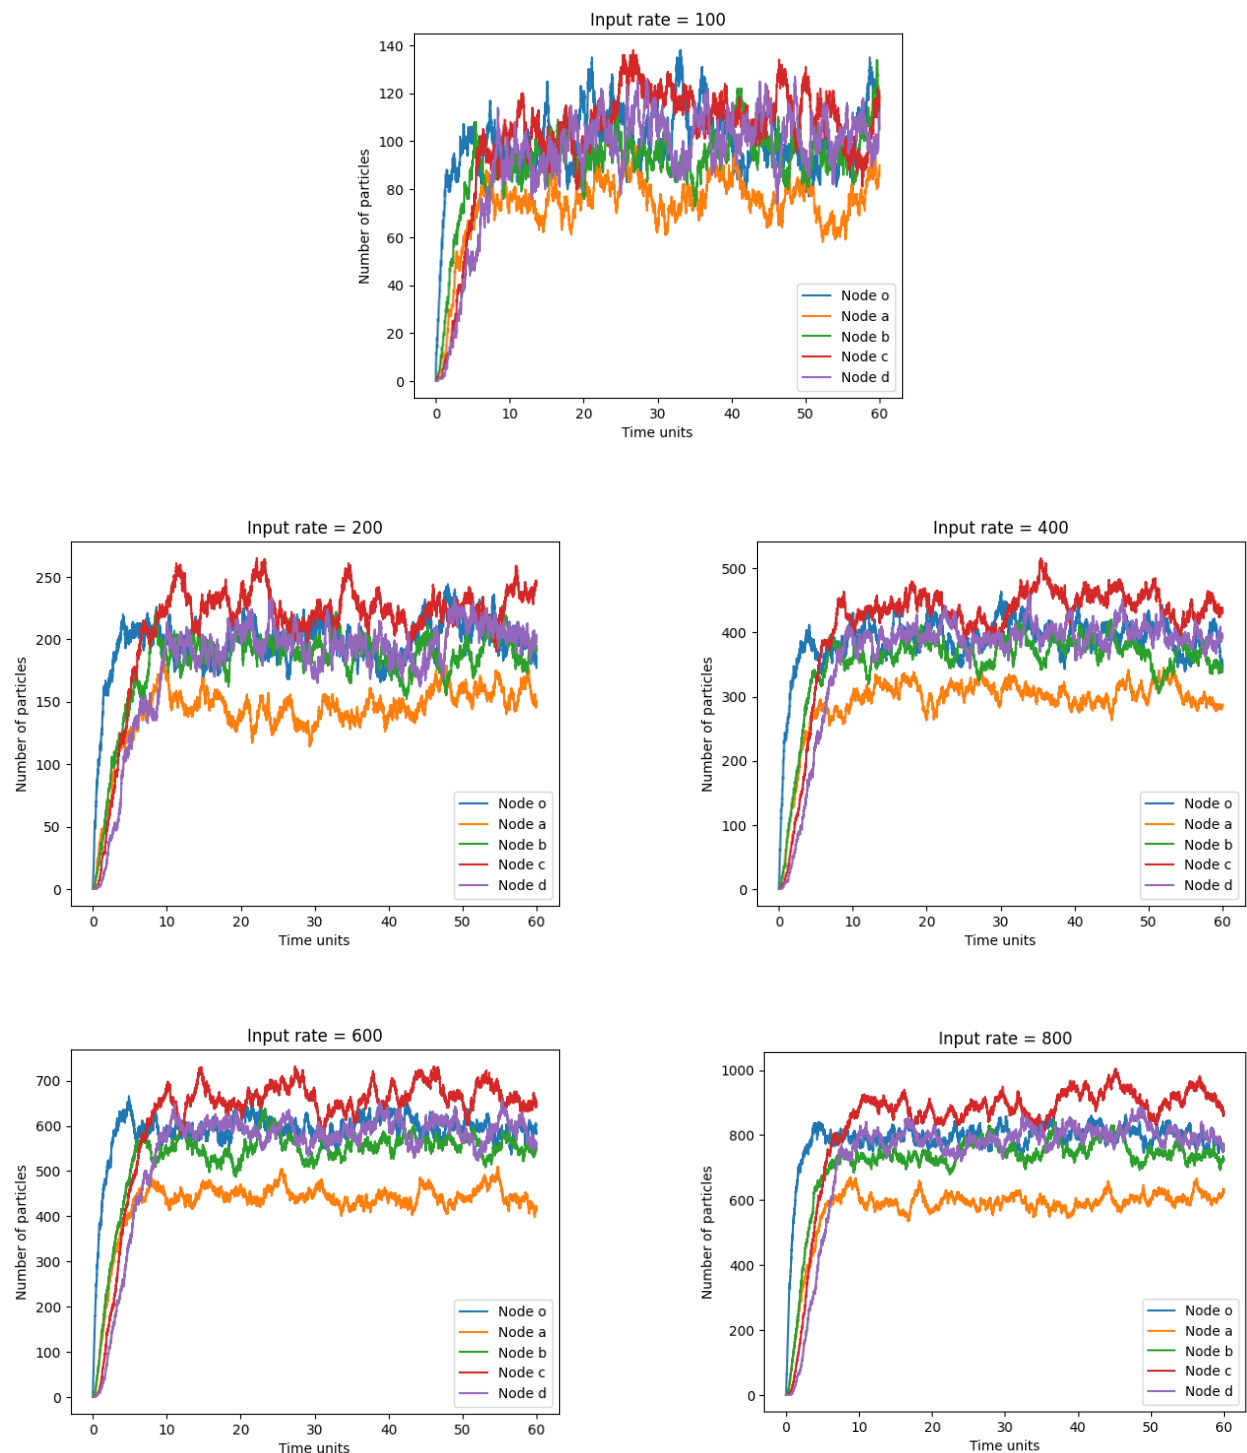 Input rate = 100
Number of particles
140
120
100
80
60
40
20
0
Node o
Node a
Node b
Node c
Node d
0 10 20 30 40 50 60
Time units
Input rate = 200
Number of particles
250
200
150
100
50
0
Node o
Node a
Node b
Node c
Node d
0 10 20 30 40 50 60
Time units
Input rate = 400
Number of particles
500
400
300
200
100
0
Node o
Node a
Node b
Node c
Node d
0 10 20 30 40 50 60
Time units
Input rate = 600
Number of particles
700
600
500
400
300
200
100
0
Node o
Node a
Node b
Node c
Node d
0 10 20 30 40 50 60
Time units
Input rate = 800
Number of particles
1000
800
600
400
200
0
Node o
Node a
Node b
Node c
Node d
0 10 20 30 40 50 60
Time units